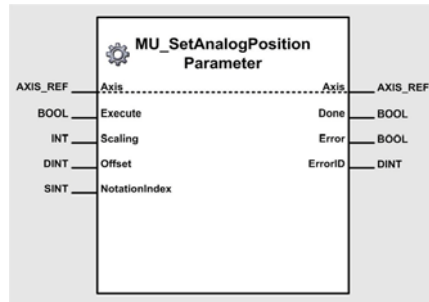 MU_SetAnalogPosition
Parameter
AXIS_REF Axis Axis AXIS_REF
BOOL Execute Done BOOL
INT Scaling Error BOOL
DINT Offset ErrorID DINT
SINT NotationIndex